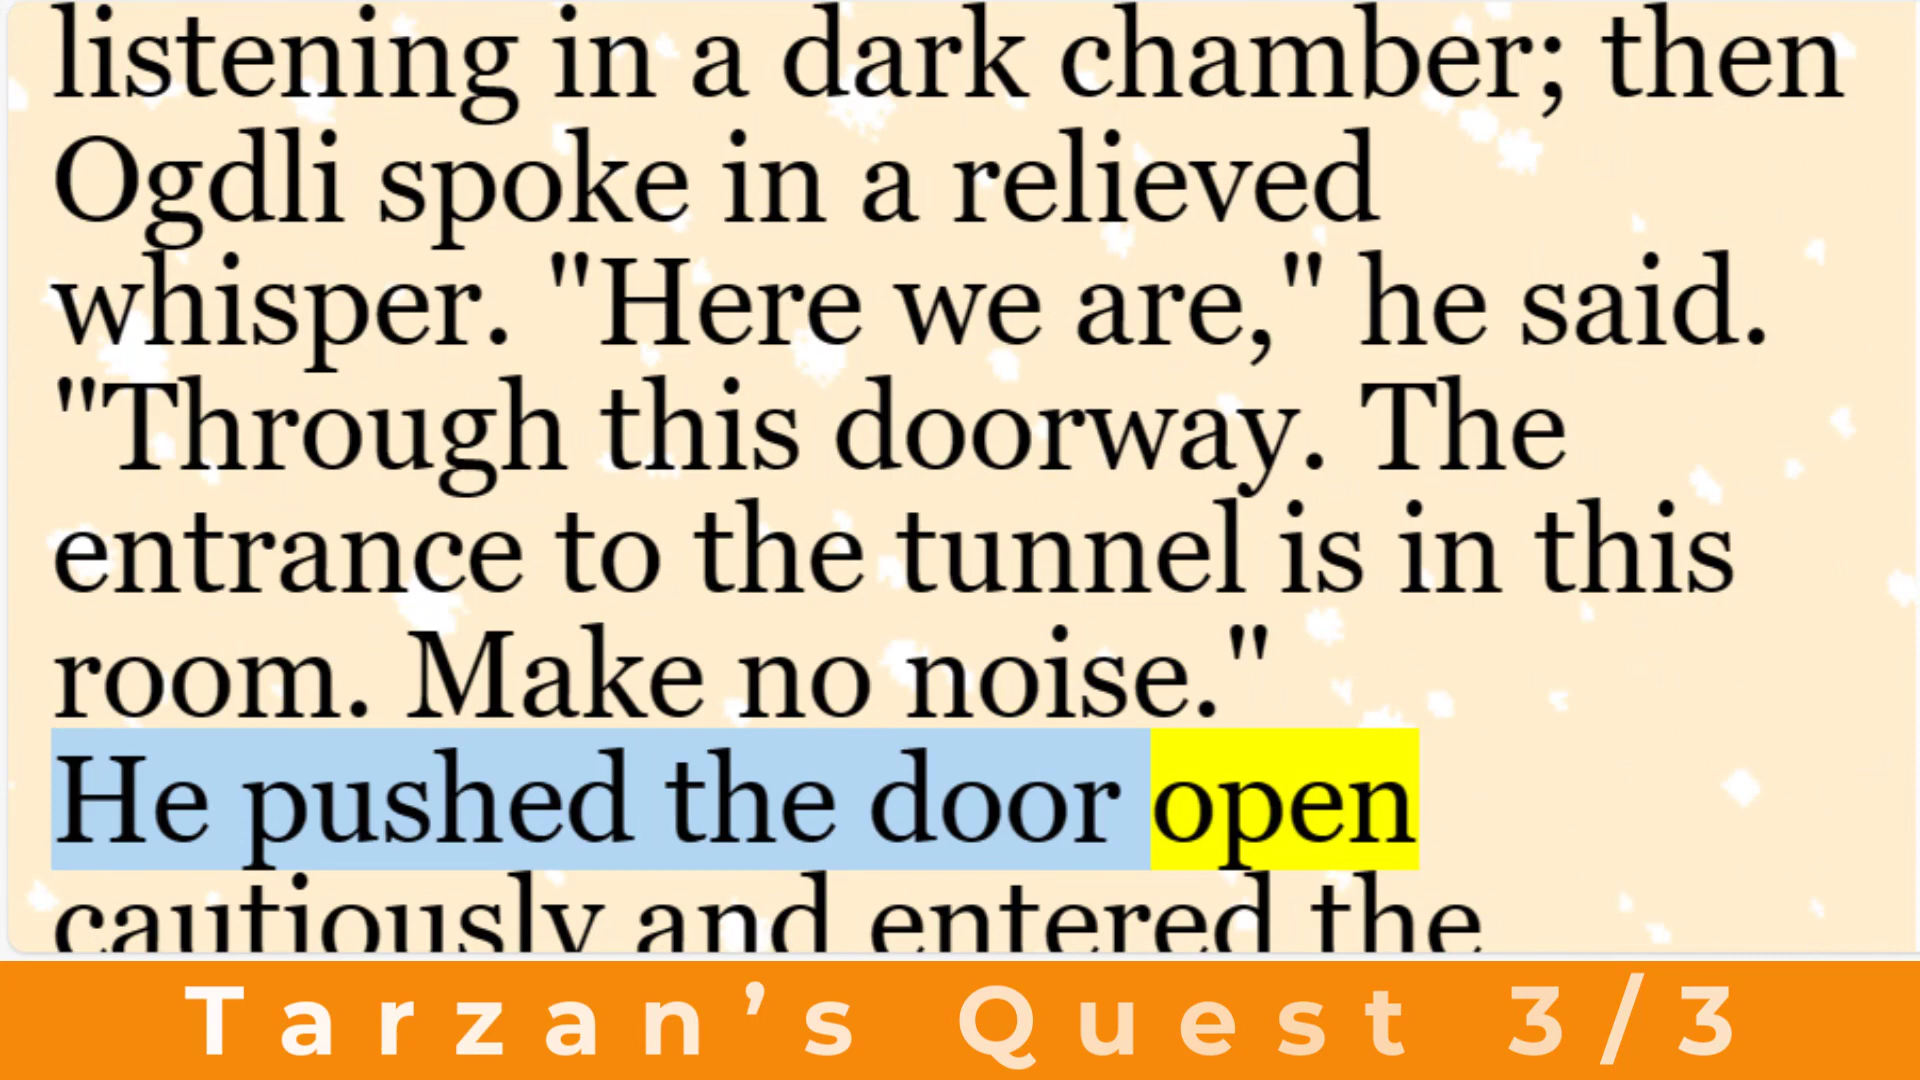 listening in a dark chamber; then
Ogdli spoke in a relieved
whisper. "Here we are," he said.
"Through this doorway. The
entrance to the tunnel is in this
room. Make no noise."
He pushed the door open
cautiously and entered the
Tarzan’s Quest 3/3